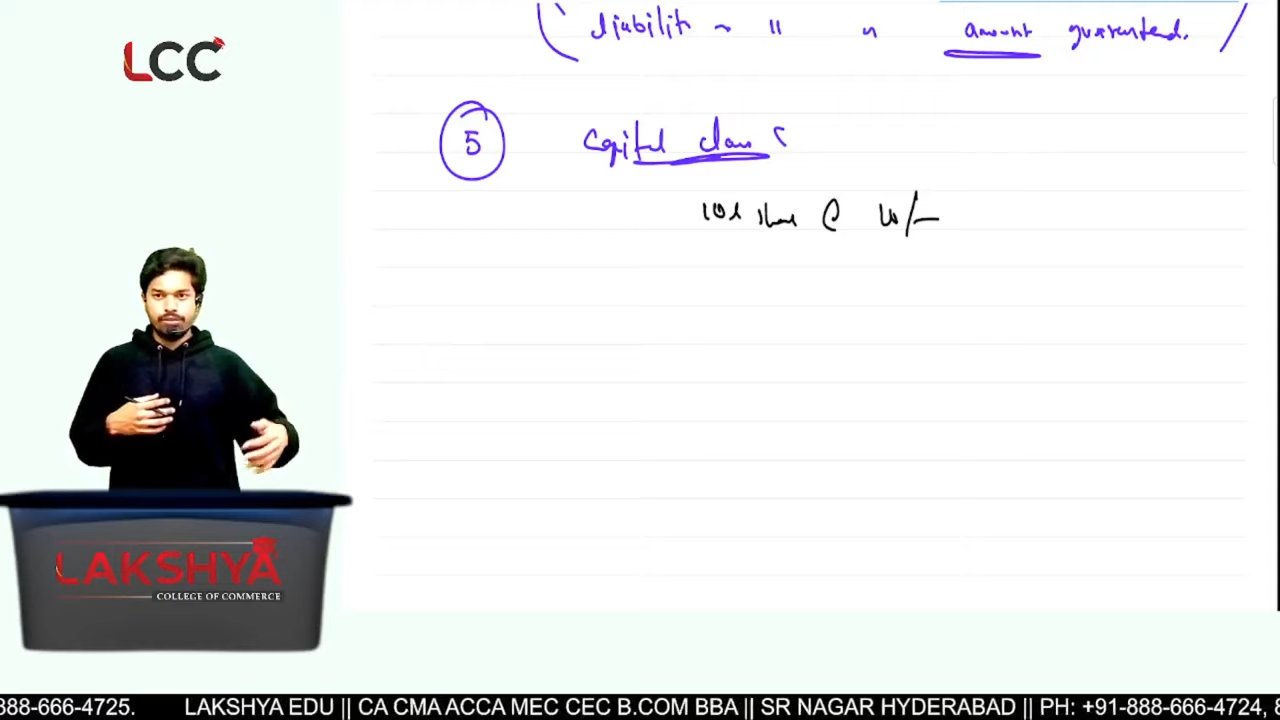 (liability ~ " " amount guaranteed. )
LCC
5 Capital clause
share @ 10/-
LAKSHYA
COLLEGE OF COMMERCE
888-666-4725. LAKSHYA EDU || CA CMA ACCA MEC CEC B.COM BBA || SR NAGAR HYDERABAD || PH: +91-888-666-4724, 8